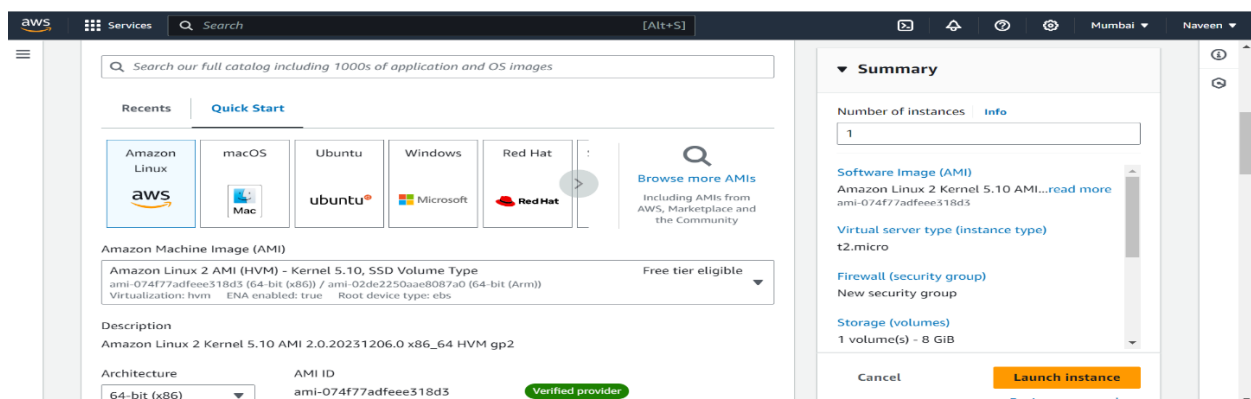 aws Services Search [Alt+S] Mumbai Naveen
Search our full catalog including 1000s of application and OS images
Recents Quick Start
Amazon Linux
aws
macOS
Mac
Ubuntu
ubuntu
Windows
Microsoft
Red Hat
Red Hat
Browse more AMIs
Including AMIs from
AWS, Marketplace and
the Community
Amazon Machine Image (AMI)
Amazon Linux 2 AMI (HVM) - Kernel 5.10, SSD Volume Type Free tier eligible
ami-074f77adfeee318d3 (64-bit (x86)) / ami-02de2250aae8087a0 (64-bit (Arm))
Virtualization: hvm ENA enabled: true Root device type: ebs
Description
Amazon Linux 2 Kernel 5.10 AMI 2.0.20231206.0 x86_64 HVM gp2
Architecture AMI ID
64-bit (x86) ami-074f77adfeee318d3 Verified provider
Summary
Number of instances Info
1
Software Image (AMI)
Amazon Linux 2 Kernel 5.10 AMI...read more
ami-074f77adfeee318d3
Virtual server type (instance type)
t2.micro
Firewall (security group)
New security group
Storage (volumes)
1 volume(s) - 8 GiB
Cancel Launch instance